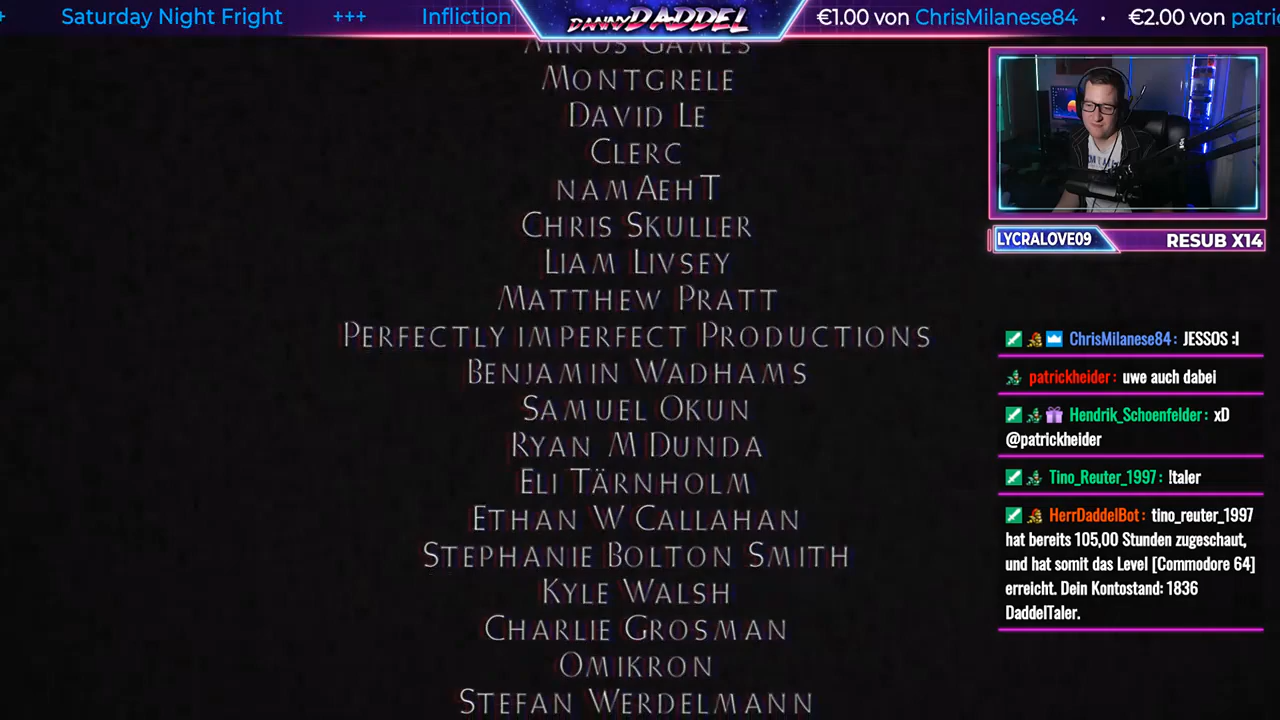 Saturday Night Fright +++ Infliction
DANNYDADDEL
€1.00 von ChrisMilanese84 · €2.00 von patric
MINUS GAMES
MONTGRELE
DAVID LE
CLERC
NAMAEHT
CHRIS SKULLER
LIAM LIVSEY
MATTHEW PRATT
PERFECTLY IMPERFECT PRODUCTIONS
BENJAMIN WADHAMS
SAMUEL OKUN
RYAN M DUNDA
ELI TÄRNHOLM
ETHAN W CALLAHAN
STEPHANIE BOLTON SMITH
KYLE WALSH
CHARLIE GROSMAN
OMIKRON
STEFAN WERDELMANN
LYCRALOVE09 RESUB X14
ChrisMilanese84: JESSOS :l
patrickheider: uwe auch dabei
Hendrik_Schoenfelder: xD
@patrickheider
Tino_Reuter_1997: !taler
HerrDaddelBot: tino_reuter_1997
hat bereits 105,00 Stunden zugeschaut,
und hat somit das Level [Commodore 64]
erreicht. Dein Kontostand: 1836
DaddelTaler.